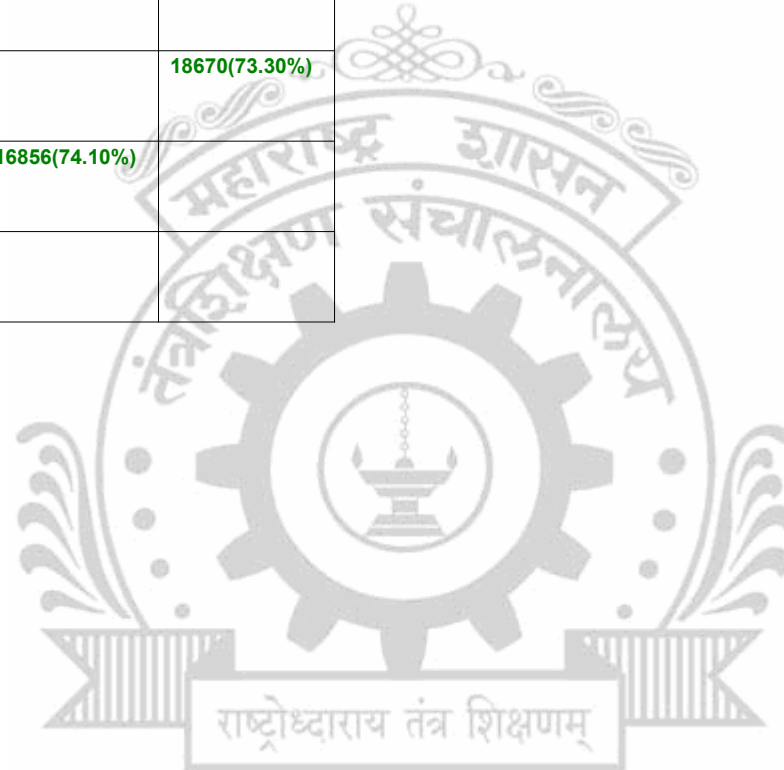 18670(73.30%)
16856(74.10%)
महाराष्ट्र शासन
तंत्रशिक्षण संचालनालय
राष्ट्रोध्दाराय तंत्र शिक्षणम्